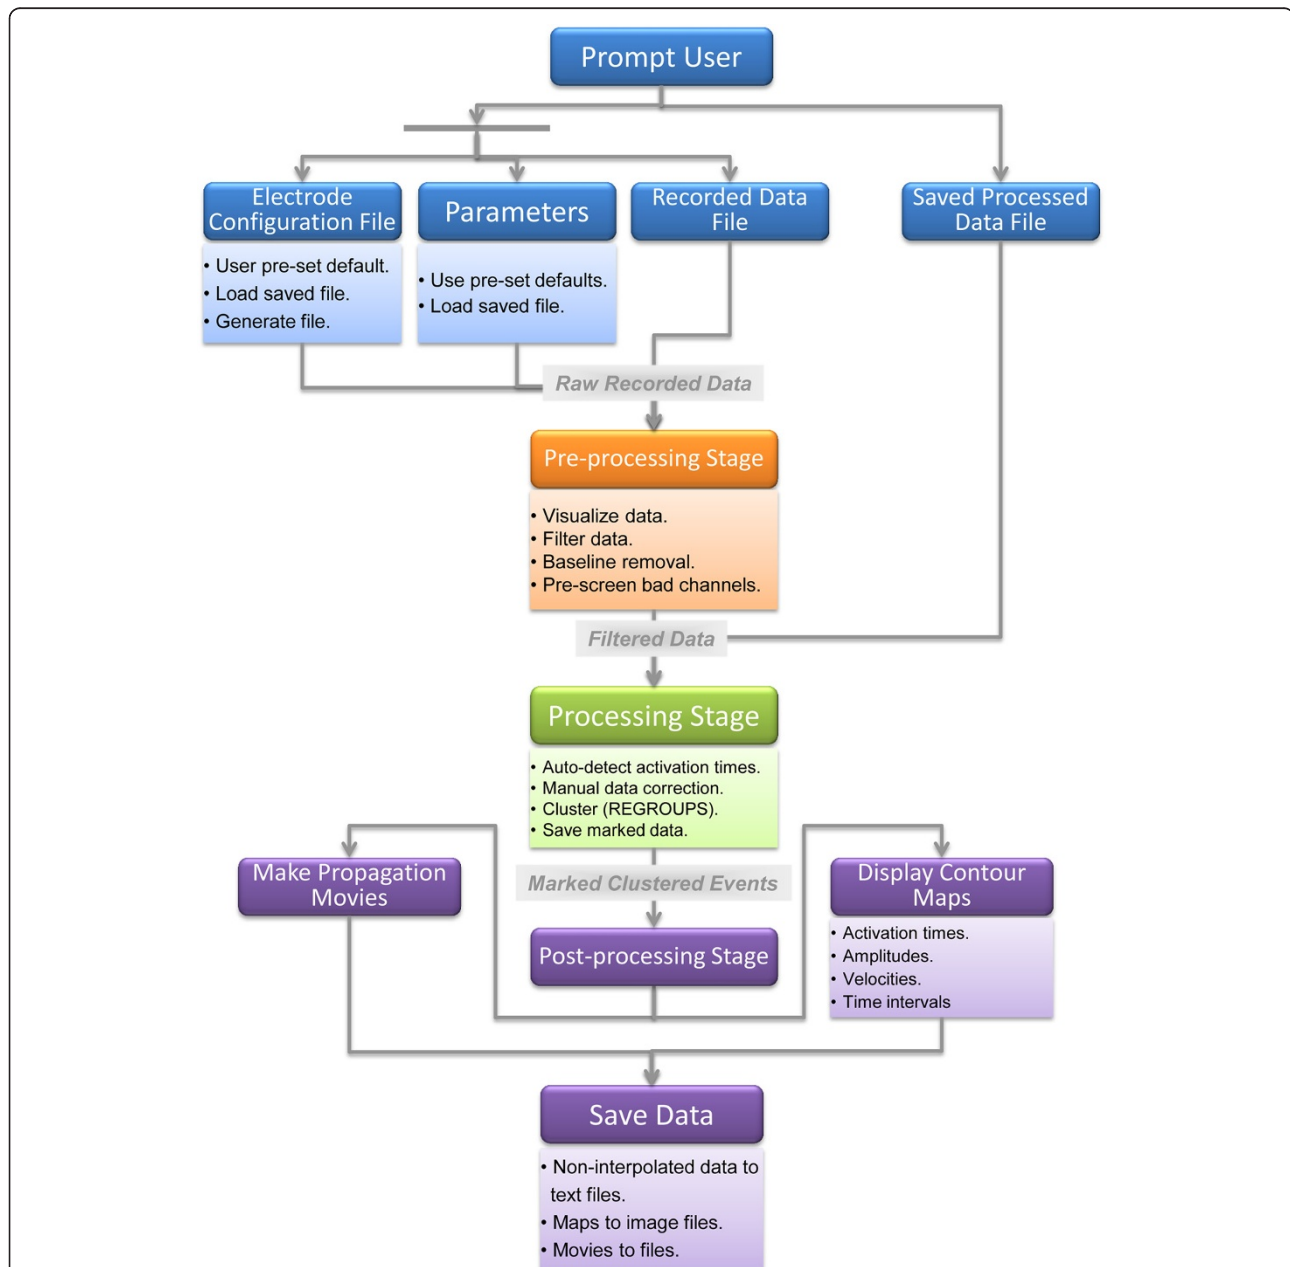 Prompt User
Electrode
Configuration File
• User pre-set default.
• Load saved file.
• Generate file.
Parameters
• Use pre-set defaults.
• Load saved file.
Recorded Data
File
Saved Processed
Data File
Raw Recorded Data
Pre-processing Stage
• Visualize data.
• Filter data.
• Baseline removal.
• Pre-screen bad channels.
Filtered Data
Processing Stage
• Auto-detect activation times.
• Manual data correction.
• Cluster (REGROUPS).
• Save marked data.
Marked Clustered Events
Make Propagation
Movies
Post-processing Stage
Display Contour
Maps
• Activation times.
• Amplitudes.
• Velocities.
• Time intervals
Save Data
• Non-interpolated data to
text files.
• Maps to image files.
• Movies to files.